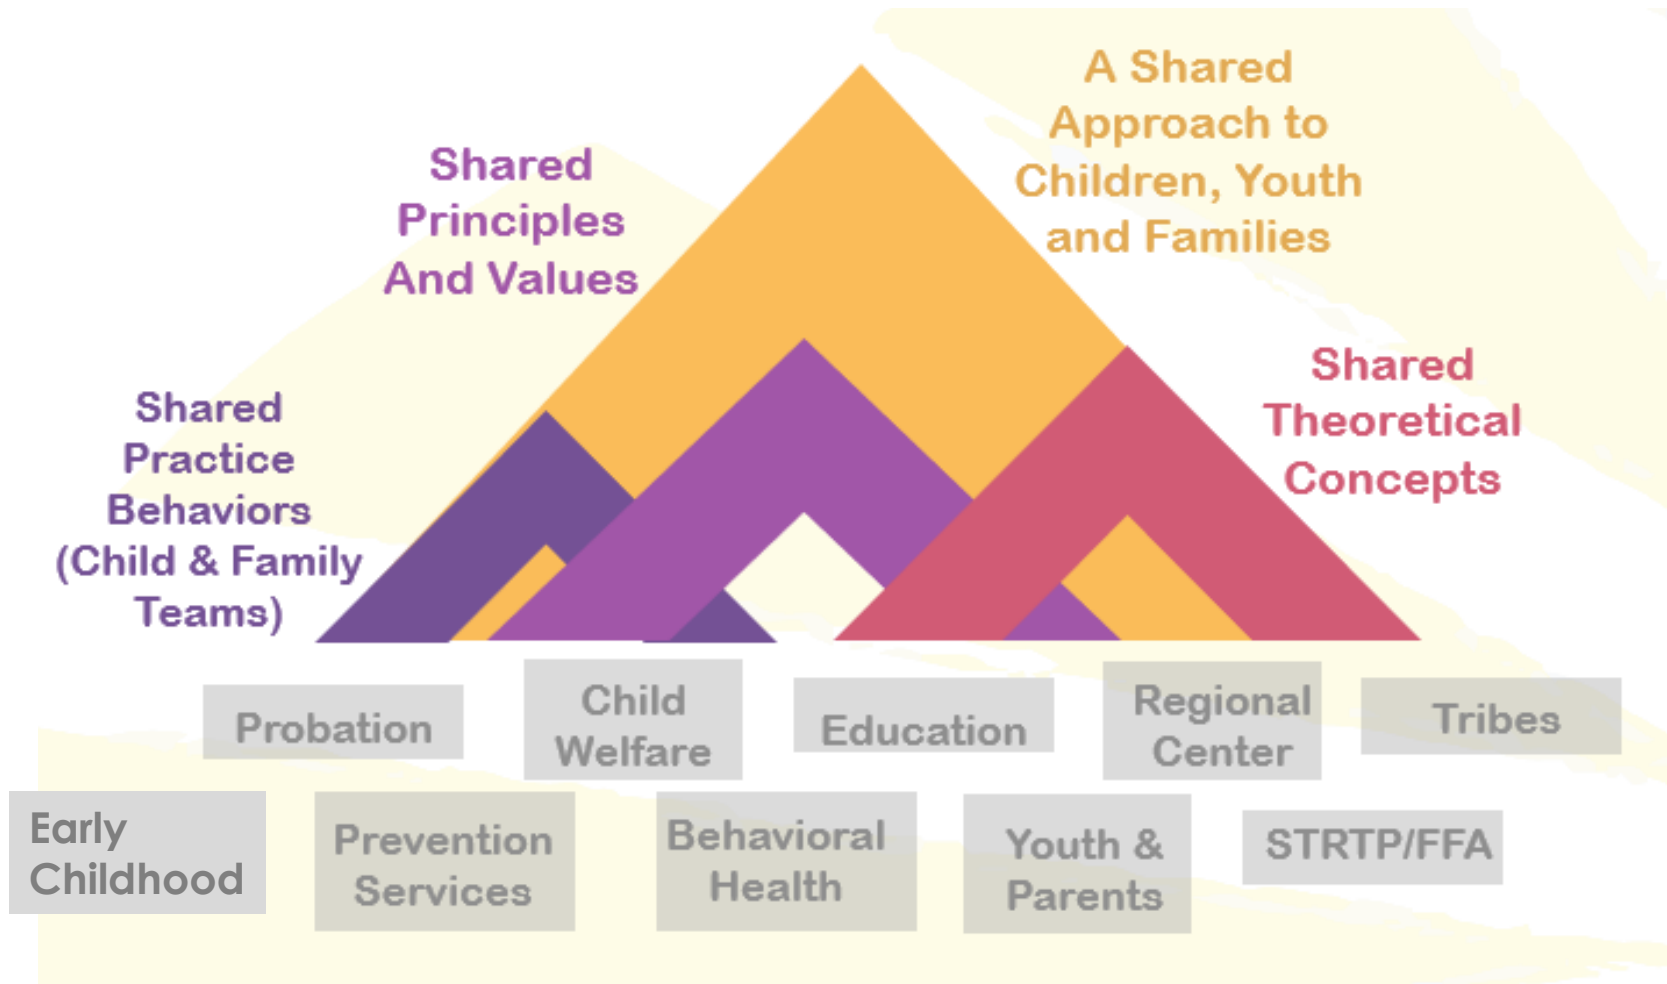 A Shared
Approach to
Children, Youth
and Families
Shared
Principles
And Values
Shared
Theoretical
Concepts
Shared
Practice
Behaviors
(Child & Family
Teams)
Probation
Child
Welfare
Education
Regional
Center
Tribes
Early
Childhood
Prevention
Services
Behavioral
Health
Youth &
Parents
STRTP/FFA